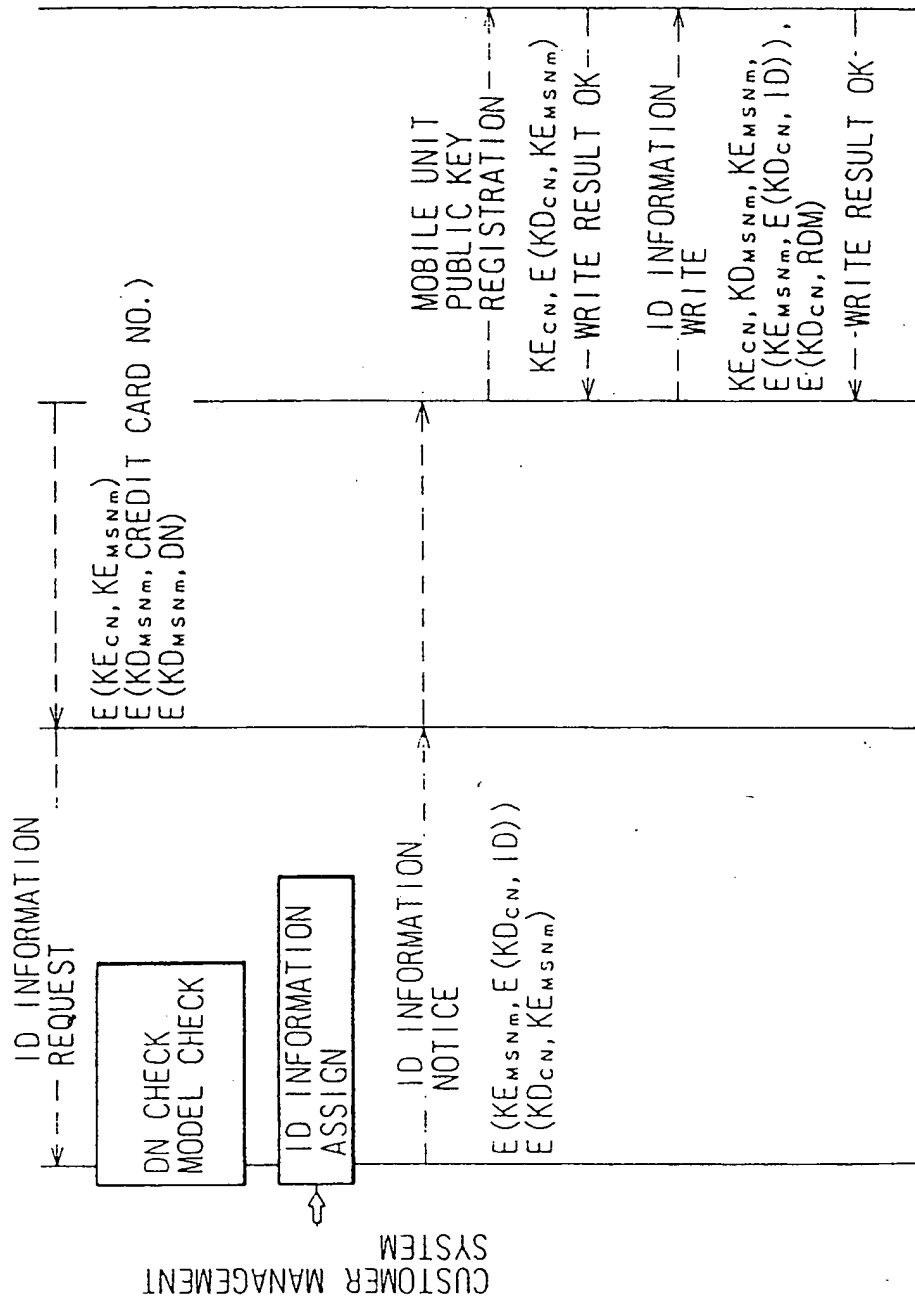 ID INFORMATION
REQUEST
E(KECN, KEMSNm)
E(KDMSNm, CREDIT CARD NO.)
E(KDMSNm, DN)
DN CHECK
MODEL CHECK
ID INFORMATION
ASSIGN
CUSTOMER MANAGEMENT
SYSTEM
ID INFORMATION
NOTICE
E(KEMSNm, E(KDCN, ID))
E(KDCN, KEMSNm)
MOBILE UNIT
PUBLIC KEY
REGISTRATION
KECN, E(KDCN, KEMSNm)
WRITE RESULT OK
ID INFORMATION
WRITE
KECN, KDMSNm, KEMSNm,
E(KEMSNm, E(KDCN, ID)),
E(KDCN, RDM)
WRITE RESULT OK